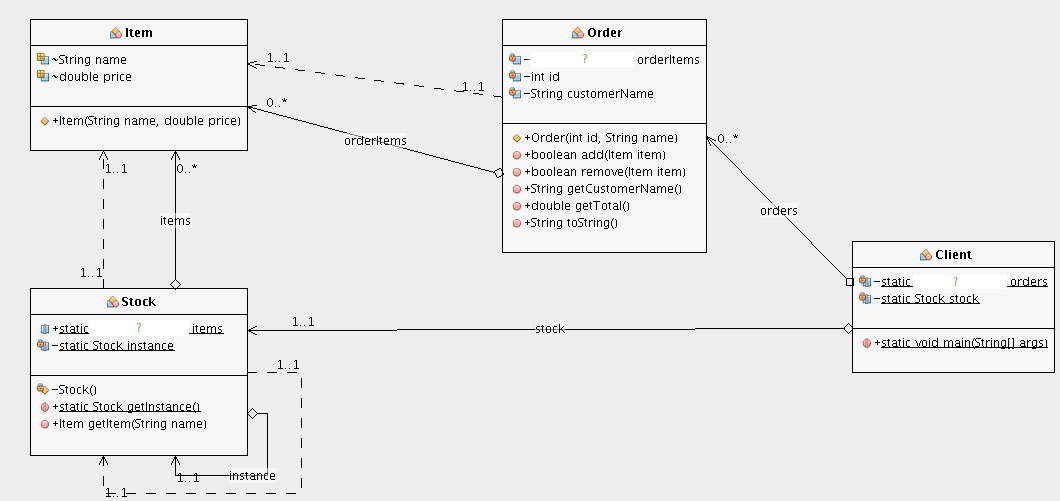 Item
~String name
~double price
+Item(String name, double price)
Order
- ? orderItems
-int id
-String customerName
+Order(int id, String name)
+boolean add(Item item)
+boolean remove(Item item)
+String getCustomerName()
+double getTotal()
+String toString()
1..1
1..1
0..*
orderItems
0..*
orders
1..1
0..*
items
1..1
Client
-static ? orders
-static Stock stock
+static void main(String[] args)
Stock
+static ? items
-static Stock instance
-Stock()
+static Stock getInstance()
+Item getItem(String name)
1..1
stock
1..1
1..1
instance
1..1